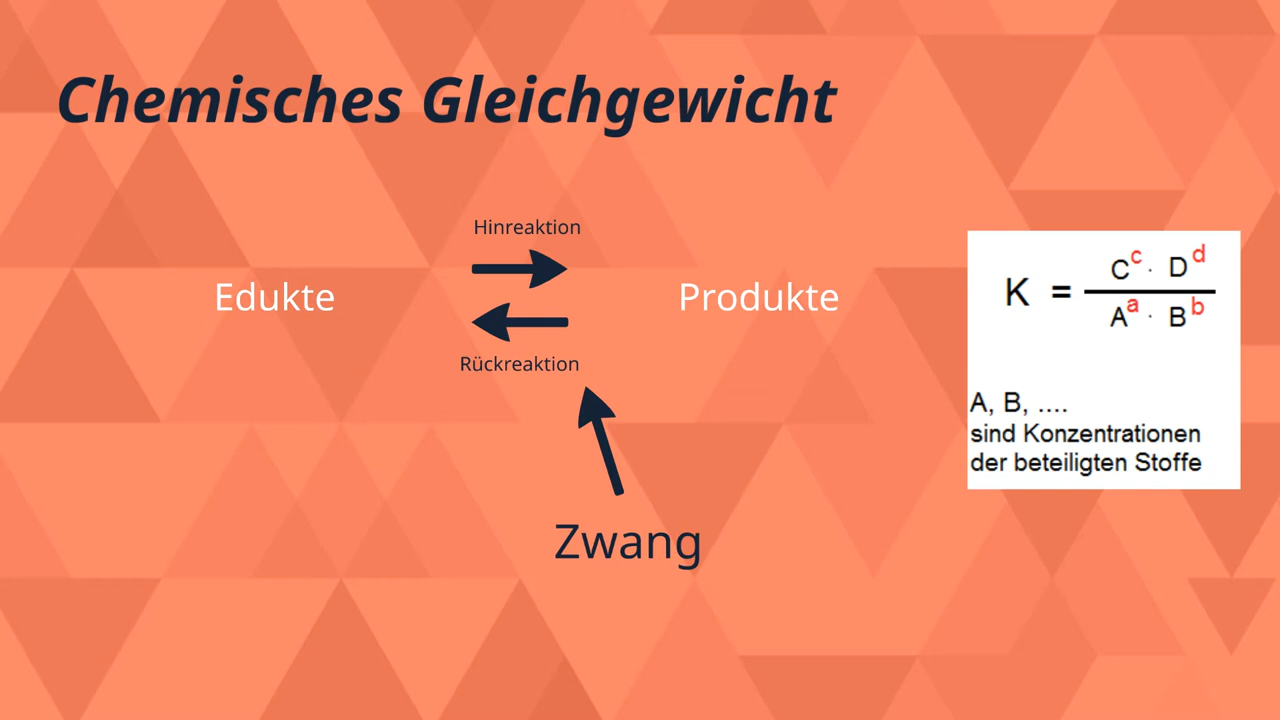 Chemisches Gleichgewicht
Hinreaktion
Edukte
Produkte
Rückreaktion
Zwang
K = C^c · D^d / A^a · B^b
A, B, ....
sind Konzentrationen
der beteiligten Stoffe